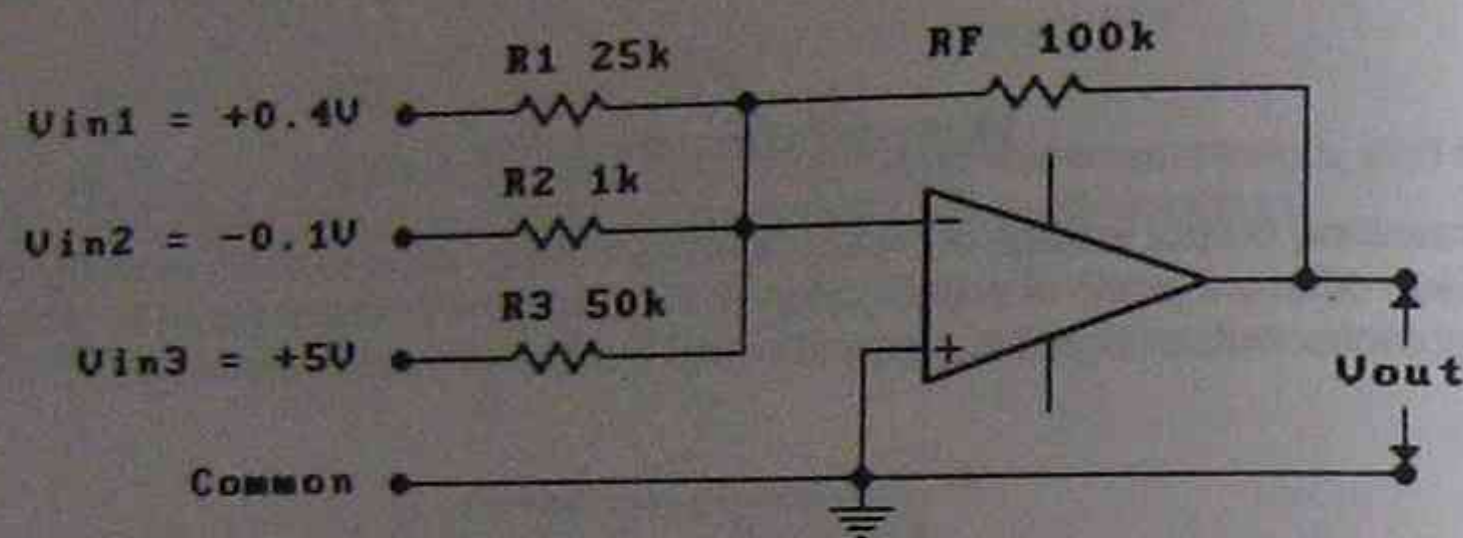 R1 25k
RF 100k
Vin1 = +0.4V
R2 1k
Vin2 = -0.1V
-
R3 50k
Vin3 = +5V
+
Vout
Common